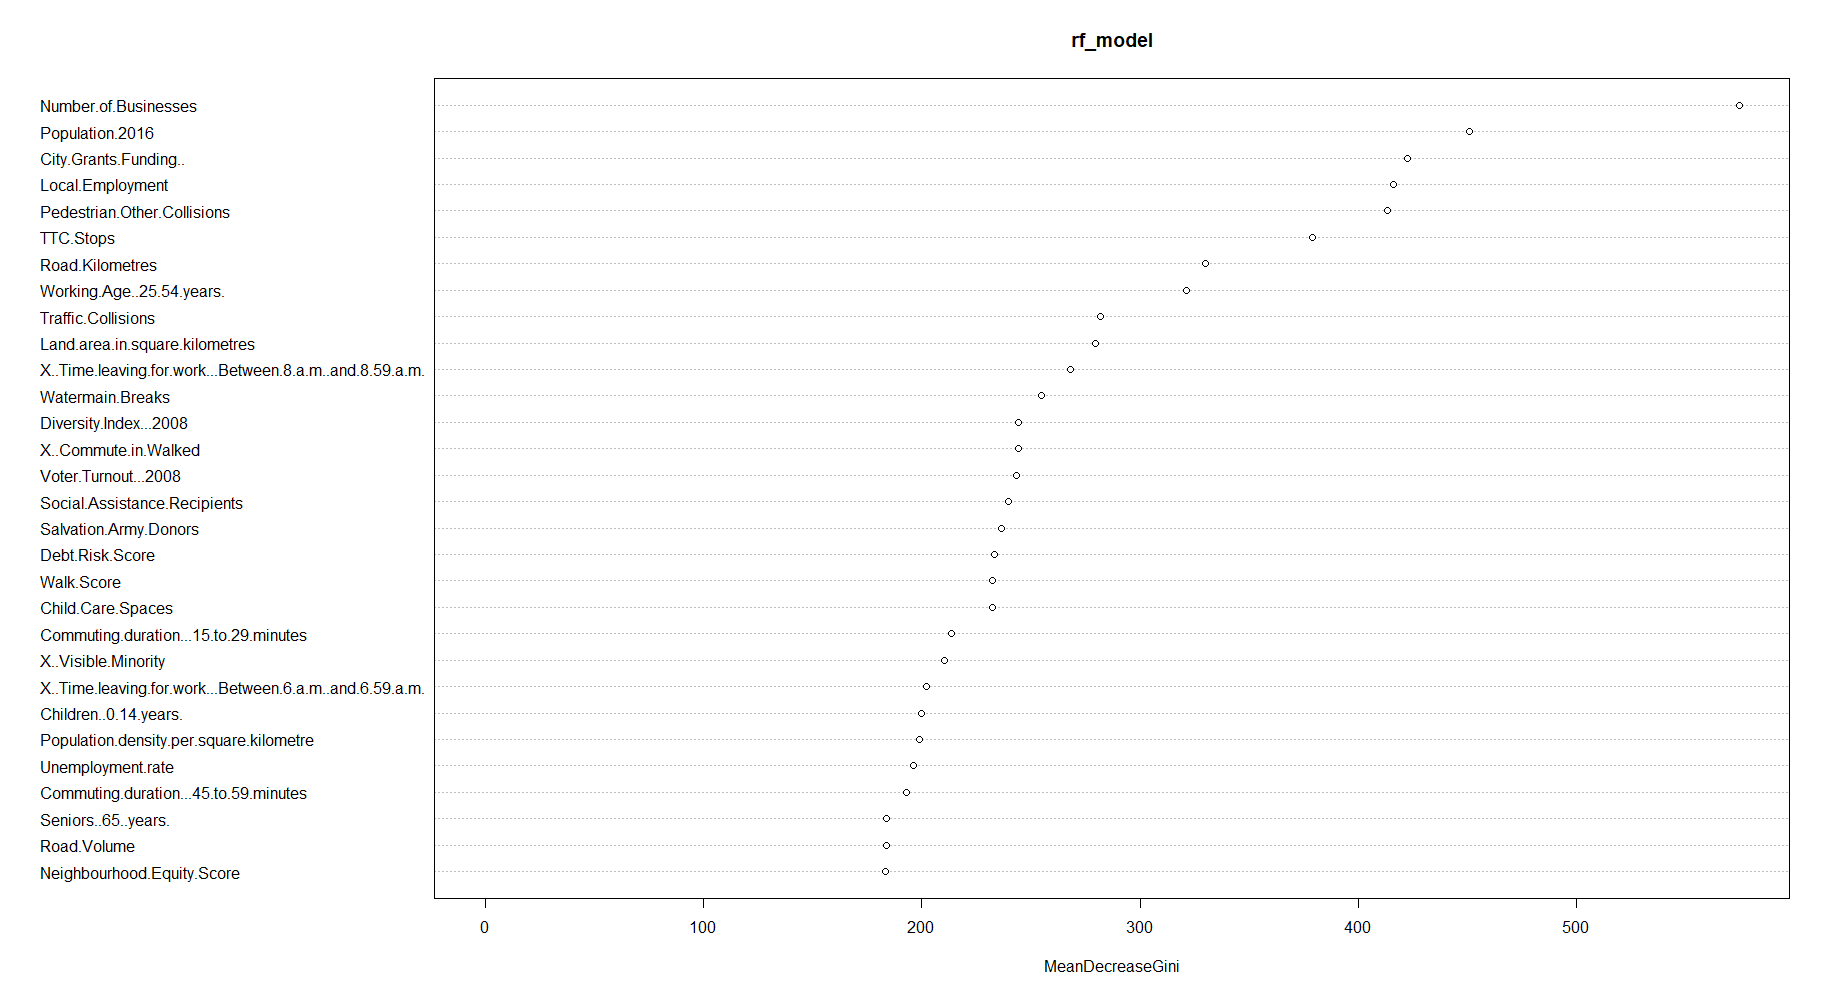 rf_model
Number.of.Businesses
Population.2016
City.Grants.Funding..
Local.Employment
Pedestrian.Other.Collisions
TTC.Stops
Road.Kilometres
Working.Age..25.54.years.
Traffic.Collisions
Land.area.in.square.kilometres
X..Time.leaving.for.work...Between.8.a.m..and.8.59.a.m.
Watermain.Breaks
Diversity.Index...2008
X..Commute.in.Walked
Voter.Turnout...2008
Social.Assistance.Recipients
Salvation.Army.Donors
Debt.Risk.Score
Walk.Score
Child.Care.Spaces
Commuting.duration...15.to.29.minutes
X..Visible.Minority
X..Time.leaving.for.work...Between.6.a.m..and.6.59.a.m.
Children..0.14.years.
Population.density.per.square.kilometre
Unemployment.rate
Commuting.duration...45.to.59.minutes
Seniors..65..years.
Road.Volume
Neighbourhood.Equity.Score
0 100 200 300 400 500
MeanDecreaseGini